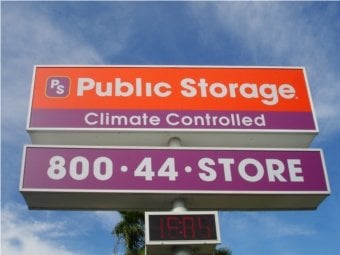 PS Public Storage
Climate Controlled
800·44·STORE